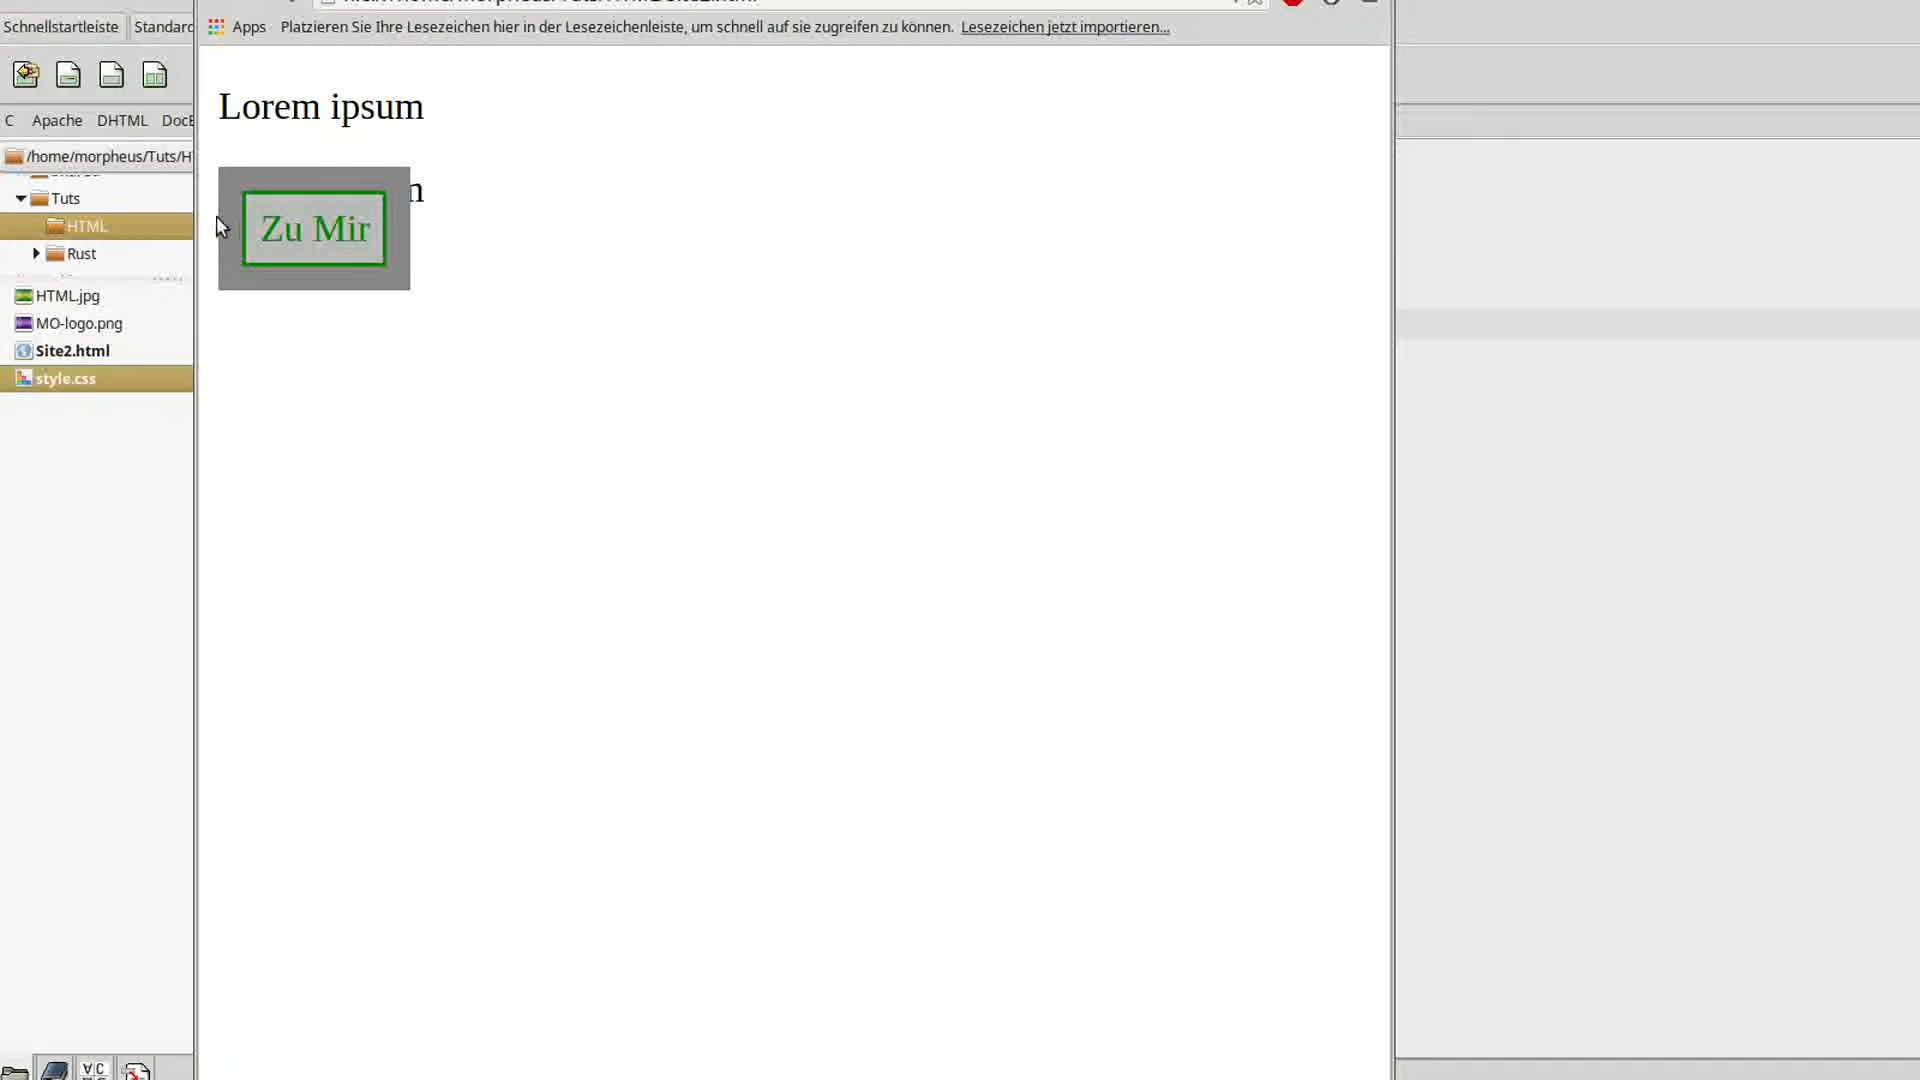 Schnellstartleiste
Standard
Apps
Platzieren Sie Ihre Lesezeichen hier in der Lesezeichenleiste, um schnell auf sie zugreifen zu können.
Lesezeichen jetzt importieren...
C Apache DHTML
/home/morpheus/Tuts/H
Tuts
HTML
Rust
HTML.jpg
MO-logo.png
Site2.html
style.css
Lorem ipsum
Zu Mir